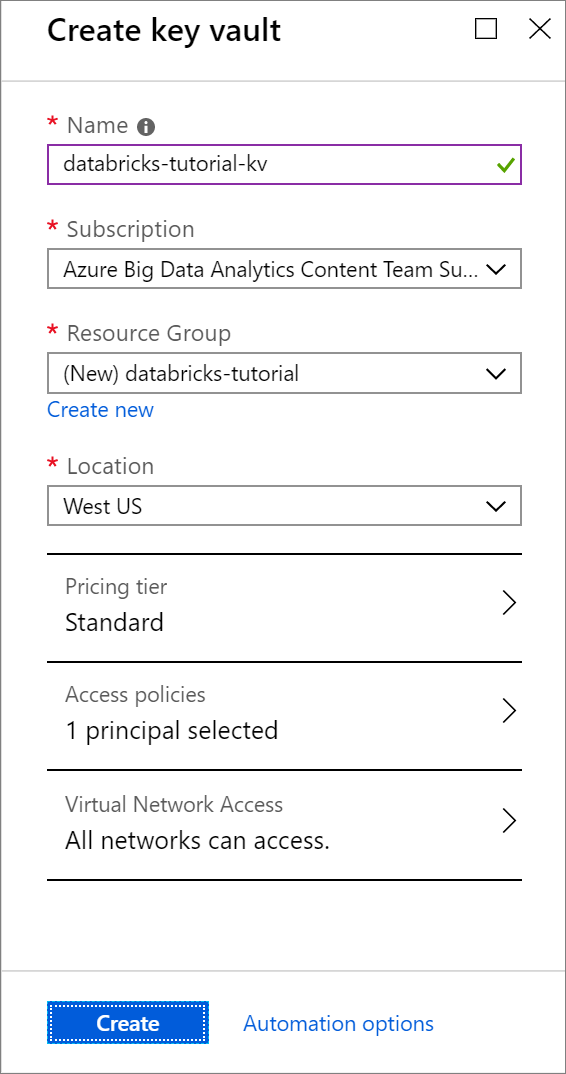 Create key vault
* Name
databricks-tutorial-kv
* Subscription
Azure Big Data Analytics Content Team Su...
* Resource Group
(New) databricks-tutorial
Create new
* Location
West US
Pricing tier
Standard
Access policies
1 principal selected
Virtual Network Access
All networks can access.
Create Automation options